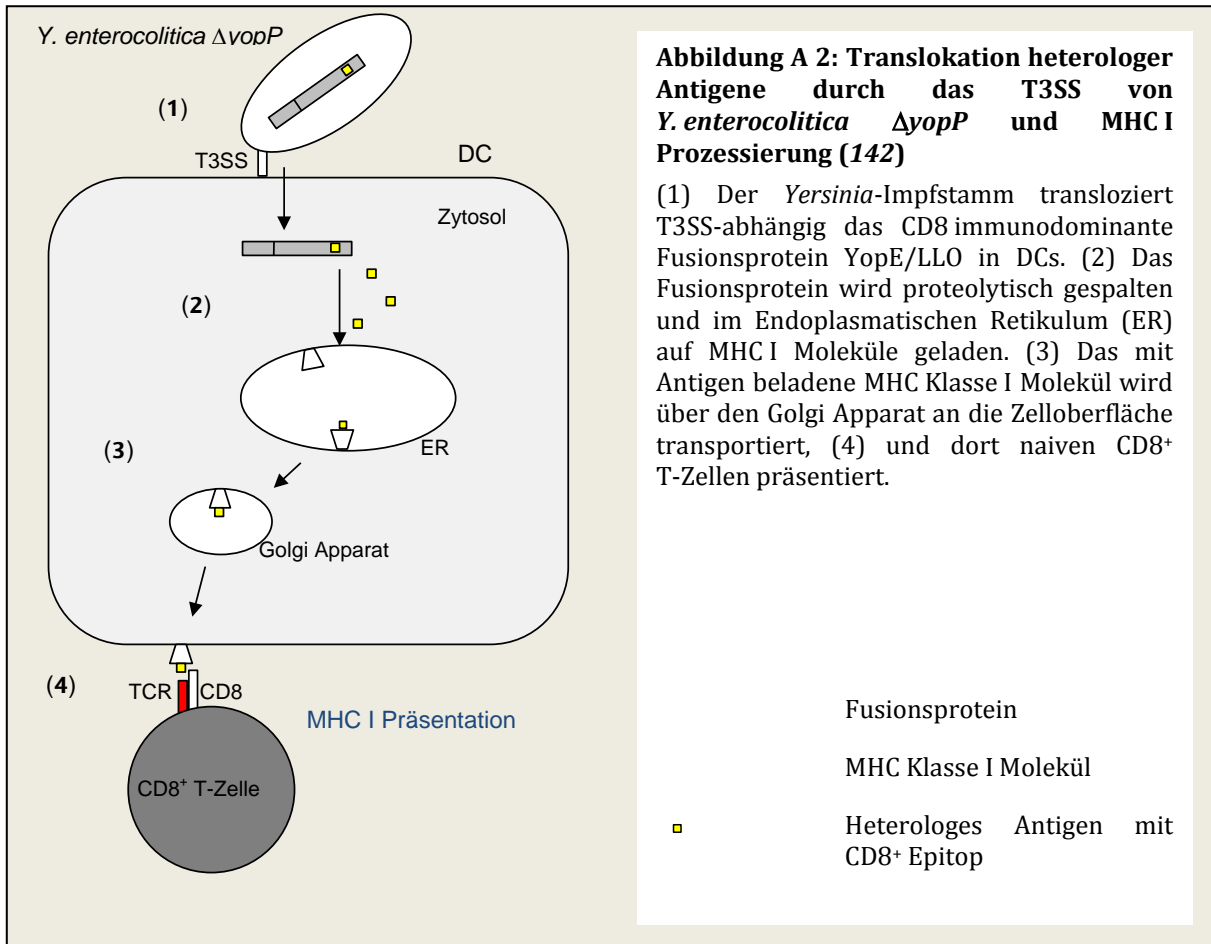 Y. enterocolitica ΔyopP
(1)
T3SS
DC
Zytosol
(2)
ER
(3)
Golgi Apparat
(4)
TCR
CD8
MHC I Präsentation
CD8⁺ T-Zelle
Abbildung A 2: Translokation heterologer
Antigene durch das T3SS von
Y. enterocolitica ΔyopP und MHC I
Prozessierung (142)
(1) Der Yersinia-Impfstamm transloziert
T3SS-abhängig das CD8 immunodominante
Fusionsprotein YopE/LLO in DCs. (2) Das
Fusionsprotein wird proteolytisch gespalten
und im Endoplasmatischen Retikulum (ER)
auf MHC I Moleküle geladen. (3) Das mit
Antigen beladene MHC Klasse I Molekül wird
über den Golgi Apparat an die Zelloberfläche
transportiert, (4) und dort naiven CD8⁺
T-Zellen präsentiert.
Fusionsprotein
MHC Klasse I Molekül
Heterologes Antigen mit
CD8⁺ Epitop